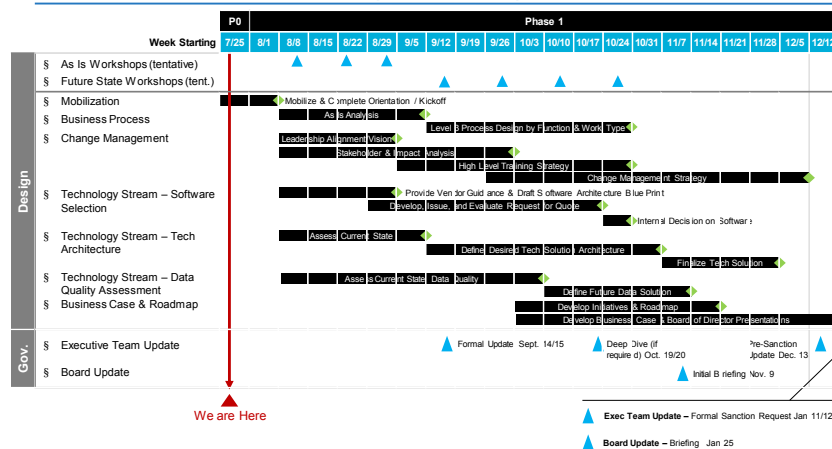 P0 Phase 1
Week Starting 7/25 8/1 8/8 8/15 8/22 8/29 9/5 9/12 9/19 9/26 10/3 10/10 10/17 10/24 10/31 11/7 11/14 11/21 11/28 12/5 12/12
§ As Is Workshops (tentative)
§ Future State Workshops (tent.)
Design
§ Mobilization
Mobilize & Complete Orientation / Kickoff
§ Business Process
As Is Analysis
Level 3 Process Design by Function & Work Type
§ Change Management
Leadership Alignment Vision
Stakeholder & Impact Analysis
High Level Training Strategy
Change Management Strategy
§ Technology Stream – Software
Selection
Provide Vendor Guidance & Draft Software Architecture Blue Print
Develop, Issue, and Evaluate Request for Quote
Internal Decision on Software
§ Technology Stream – Tech
Architecture
Assess Current State
Define Desired Tech Solution Architecture
Finalize Tech Solution
§ Technology Stream – Data
Quality Assessment
Assess Current State Data Quality
Define Future Data Solution
§ Business Case & Roadmap
Develop Initiatives & Roadmap
Develop Business Case & Board of Director Presentations
Gov.
§ Executive Team Update
Formal Update Sept. 14/15
Deep Dive (if
required) Oct. 19/20
Pre-Sanction
Update Dec. 13
§ Board Update
Initial Briefing Nov. 9
We are Here
Exec Team Update – Formal Sanction Request Jan 11/12
Board Update – Briefing Jan 25